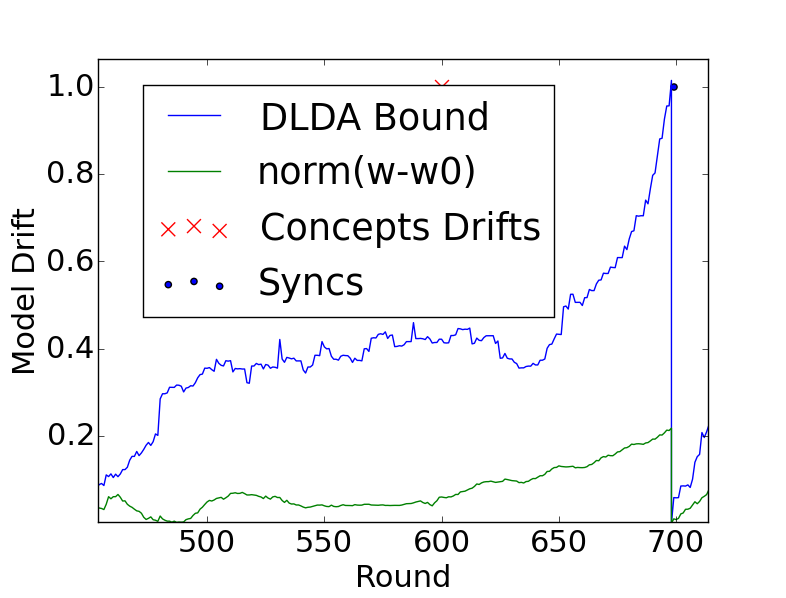 1.0
0.8
0.6
0.4
0.2
Model Drift
DLDA Bound
norm(w-w0)
Concepts Drifts
Syncs
500 550 600 650 700
Round